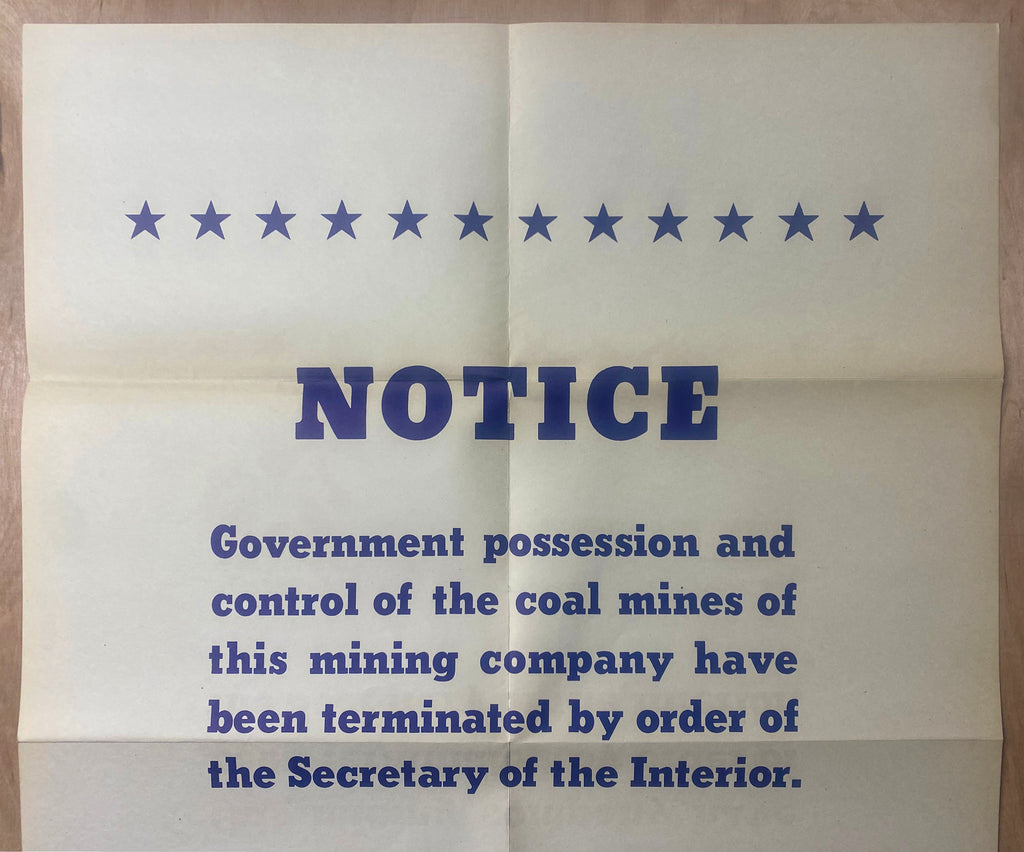 NOTICE
Government possession and
control of the coal mines of
this mining company have
been terminated by order of
the Secretary of the Interior.